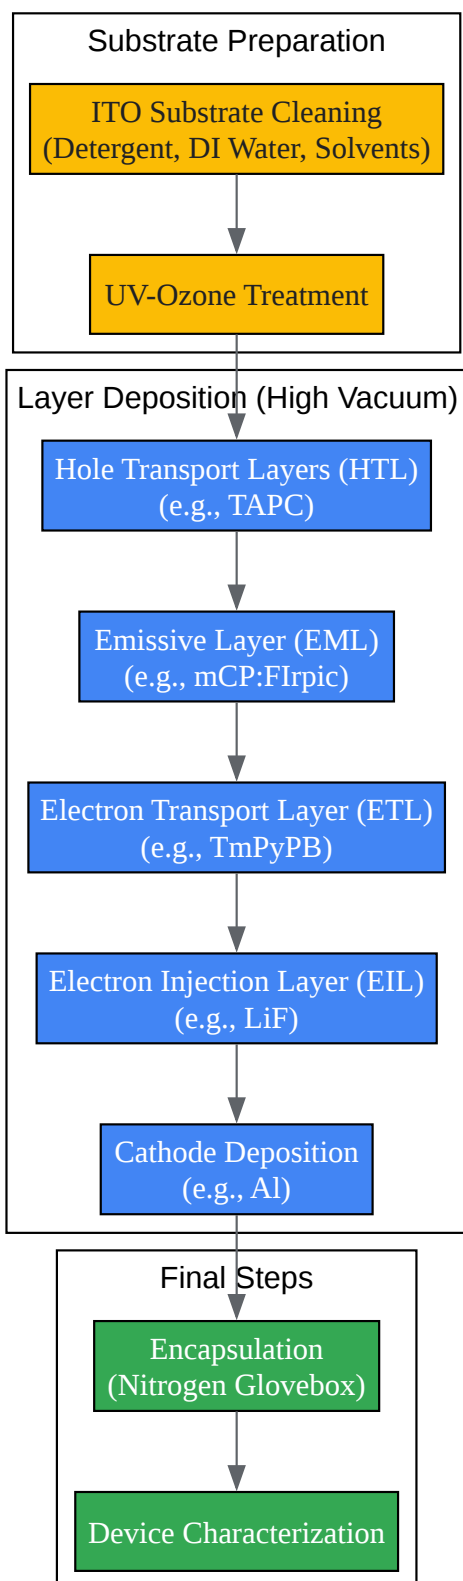 Substrate Preparation
ITO Substrate Cleaning
(Detergent, DI Water, Solvents)
UV-Ozone Treatment
Layer Deposition (High Vacuum)
Hole Transport Layers (HTL)
(e.g., TAPC)
Emissive Layer (EML)
(e.g., mCP:FIrpic)
Electron Transport Layer (ETL)
(e.g., TmPyPB)
Electron Injection Layer (EIL)
(e.g., LiF)
Cathode Deposition
(e.g., Al)
Final Steps
Encapsulation
(Nitrogen Glovebox)
Device Characterization